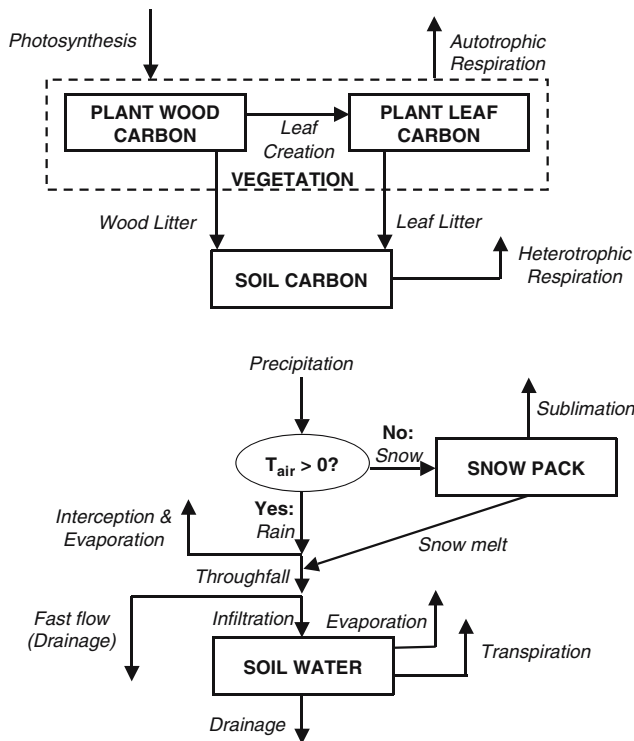 Photosynthesis
Autotrophic
Respiration
PLANT WOOD
CARBON
Leaf
Creation
PLANT LEAF
CARBON
VEGETATION
Wood Litter
Leaf Litter
SOIL CARBON
Heterotrophic
Respiration
Precipitation
Sublimation
T_air > 0?
No:
Snow
SNOW PACK
Yes:
Rain
Interception &
Evaporation
Snow melt
Throughfall
Fast flow
(Drainage)
Infiltration
Evaporation
SOIL WATER
Transpiration
Drainage